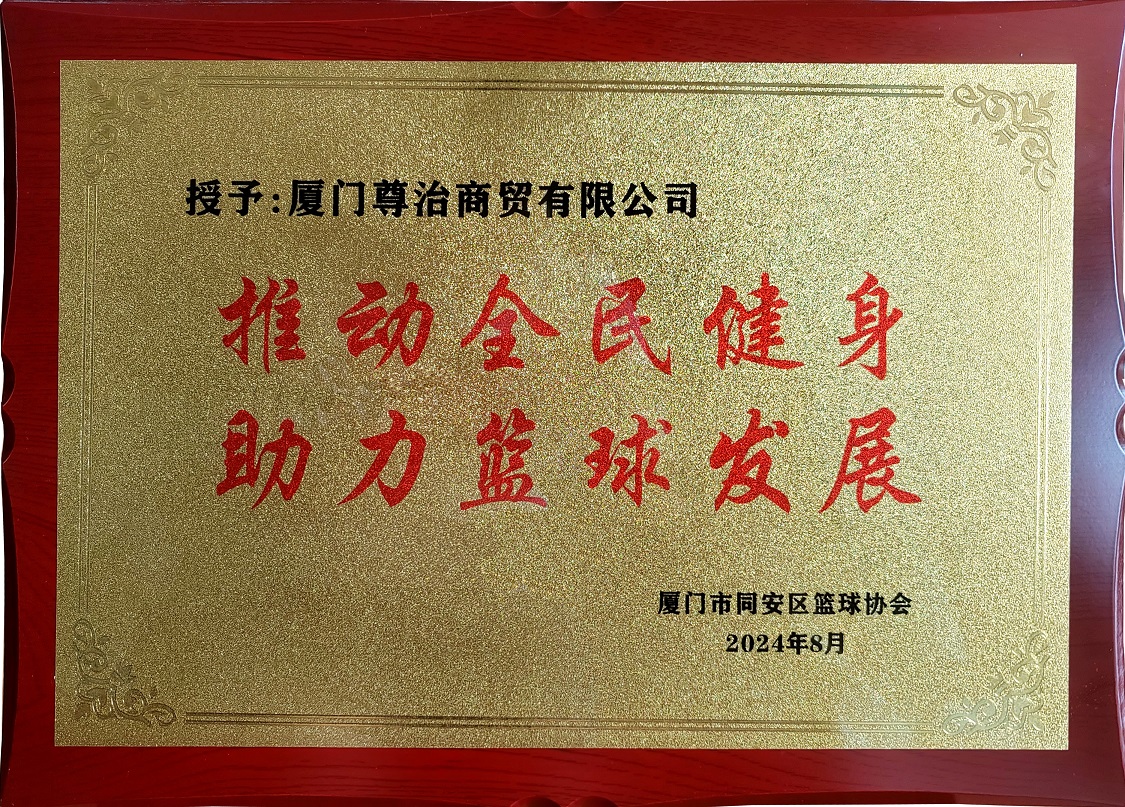 授予:厦门尊治商贸有限公司
推动全民健身
助力篮球发展
厦门市同安区篮球协会
2024年8月